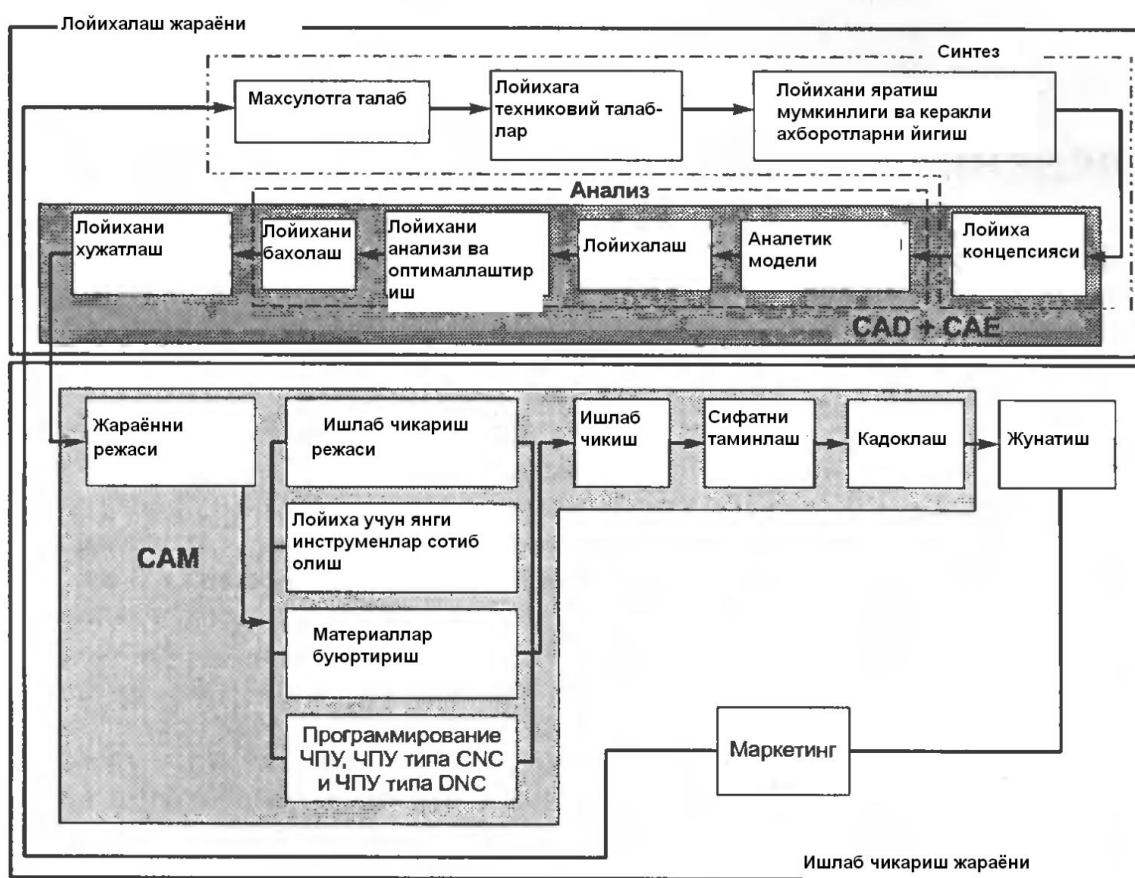 Лойихалаш жараёни
Синтез
Махсулотга талаб
Лойихага
техниковий талаб-
лар
Лойихани яратиш
мумкинлиги ва керакли
ахборотларни йигиш
Анализ
Лойихани
хужатлаш
Лойихани
бахолаш
Лойихани
анализи ва
оптималлаштир
иш
Лойихалаш
Аналетик
модели
Лойиха
концепсияси
CAD + CAE
Жараённи
режаси
Ишлаб чикариш
режаси
Ишлаб
чикиш
Сифатни
таминлаш
Кадоклаш
Жунатиш
Лойиха учун янги
инструменлар сотиб
олиш
CAM
Материаллар
буюртириш
Программирование
ЧПУ, ЧПУ типа CNC
и ЧПУ типа DNC
Маркетинг
Ишлаб чикариш жараёни